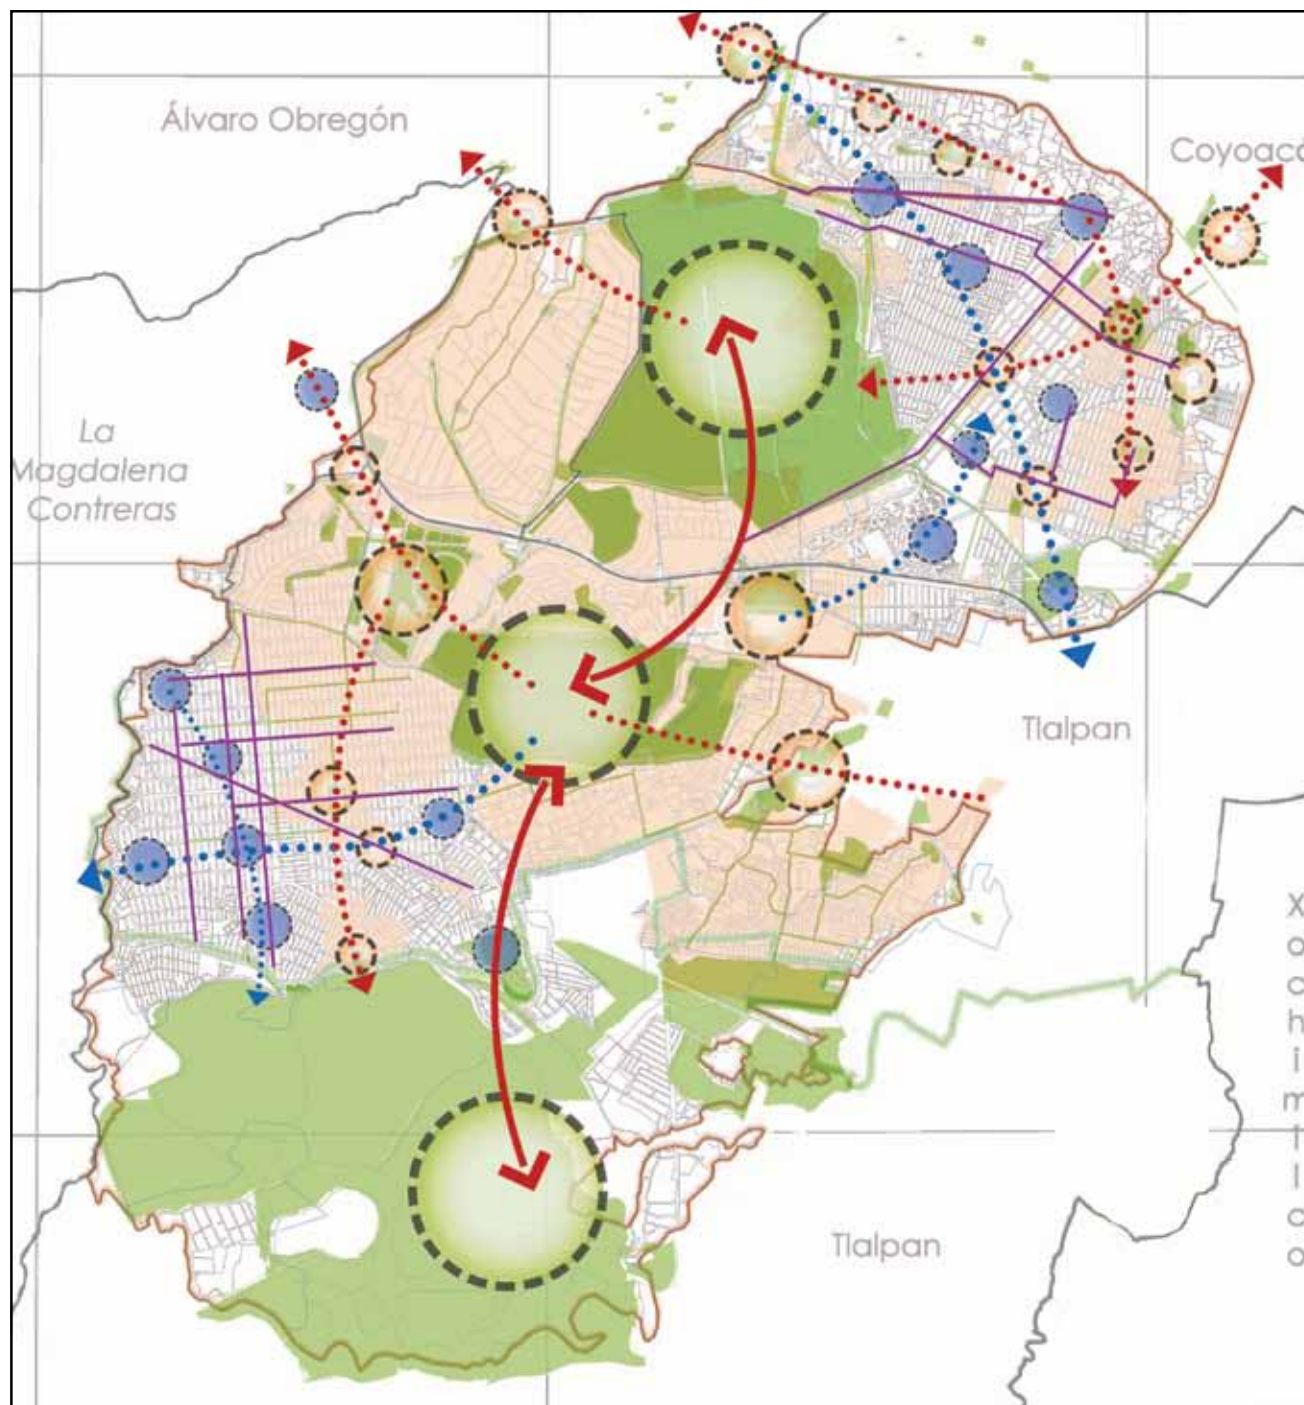 Álvaro Obregón
Coyoacá
La
Magdalena
Contreras
Tlalpan
X
o
c
h
i
m
i
l
c
o
Tlalpan